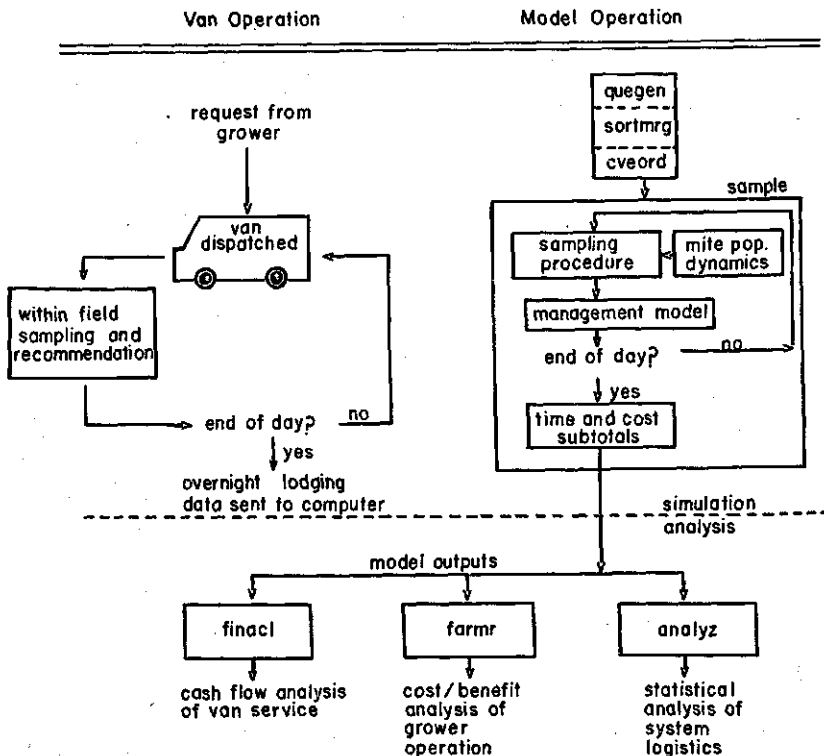 Van Operation
Model Operation
request from
grower
van
dispatched
within field
sampling and
recommendation
end of day?
no
yes
overnight lodging
data sent to computer
quegen
sortmrg
cveord
sample
sampling
procedure
mite pop.
dynamics
management model
end of day?
no
yes
time and cost
subtotals
simulation
analysis
model outputs
finacl
farmr
analyz
cash flow analysis
of van service
cost/benefit
analysis of
grower
operation
statistical
analysis of
system
logistics